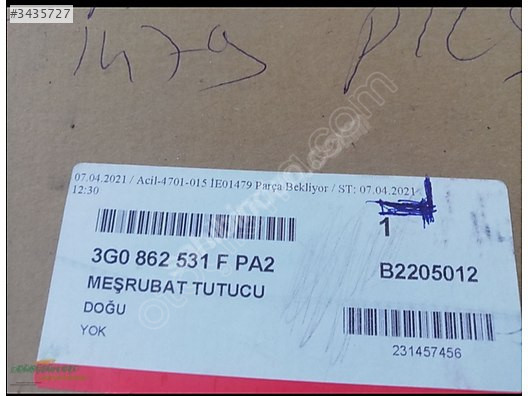 #3435727
07.04.2021 / Acil-4701-015 İE01479 Parça Bekliyor / ST: 07.04.2021
12:30
1
3G0 862 531 F PA2
B2205012
MEŞRUBAT TUTUCU
DOĞU
YOK
231457456